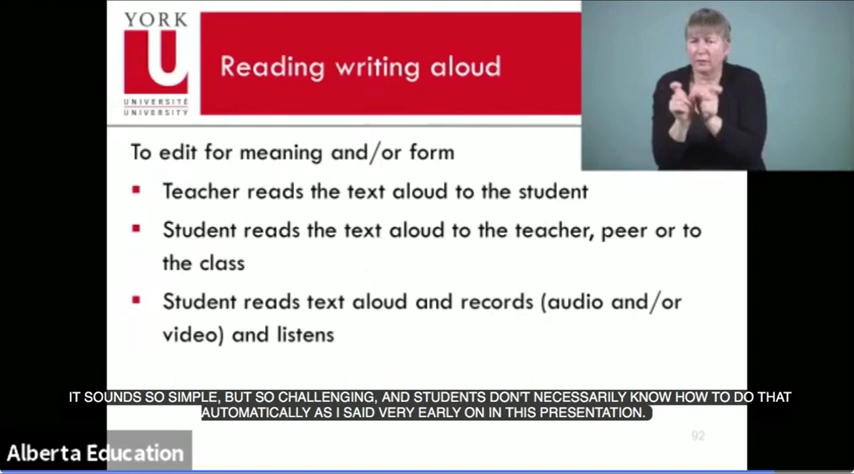 YORK
U
UNIVERSITÉ
UNIVERSITY
Reading writing aloud
To edit for meaning and/or form
Teacher reads the text aloud to the student
Student reads the text aloud to the teacher, peer or to
the class
Student reads text aloud and records (audio and/or
video) and listens
IT SOUNDS SO SIMPLE, BUT SO CHALLENGING, AND STUDENTS DON'T NECESSARILY KNOW HOW TO DO THAT
AUTOMATICALLY AS I SAID VERY EARLY ON IN THIS PRESENTATION.
92
Alberta Education